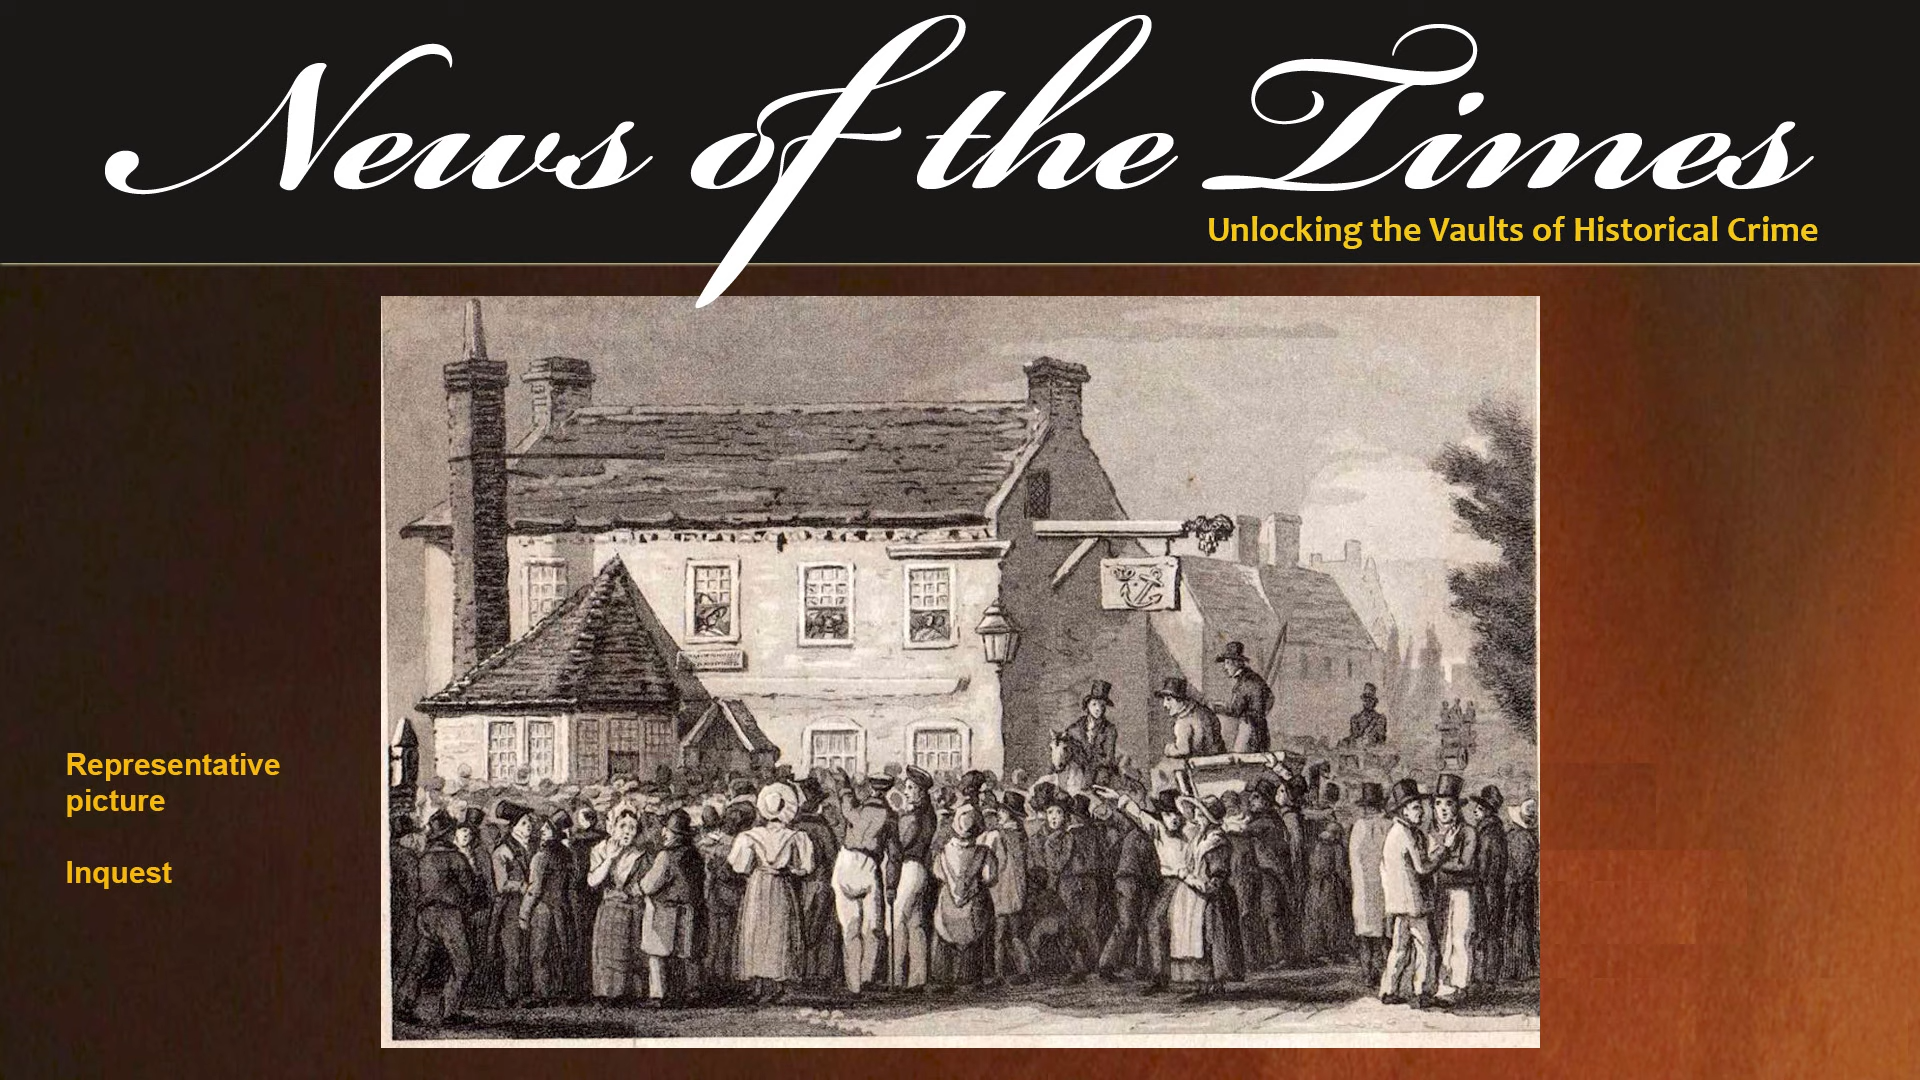 News of the Times
Unlocking the Vaults of Historical Crime
Representative
picture
Inquest